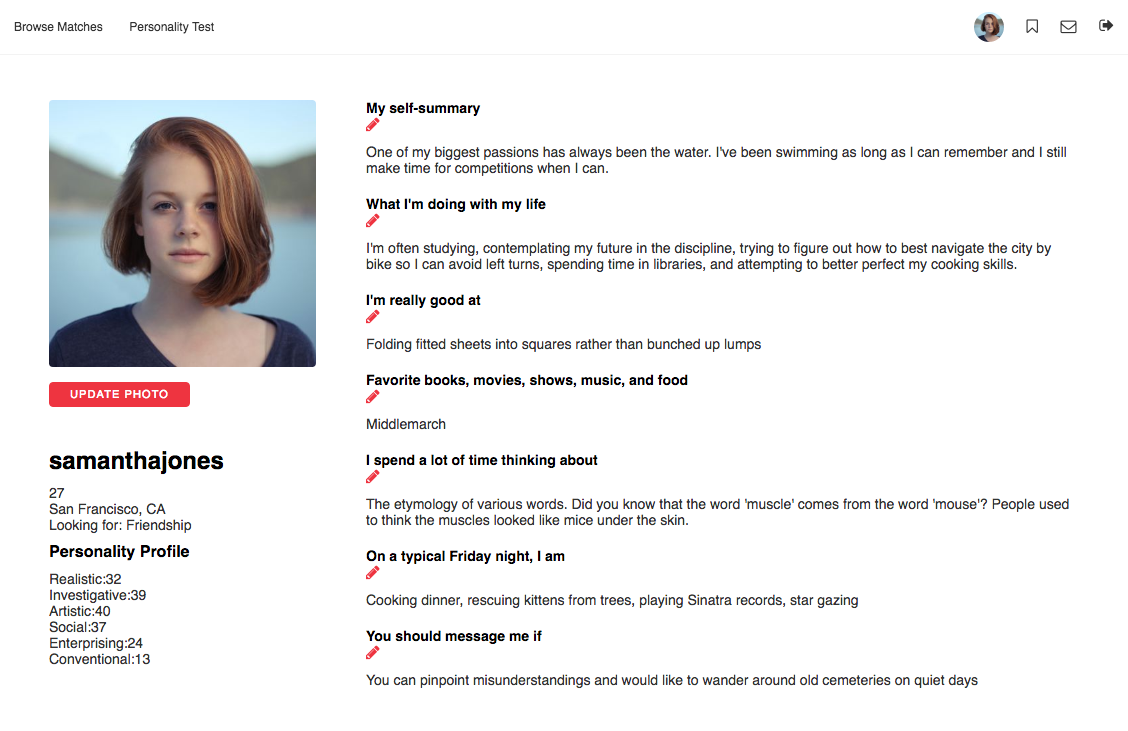 Browse Matches
Personality Test
UPDATE PHOTO
samanthajones
27
San Francisco, CA
Looking for: Friendship
Personality Profile
Realistic:32
Investigative:39
Artistic:40
Social:37
Enterprising:24
Conventional:13
My self-summary
One of my biggest passions has always been the water. I've been swimming as long as I can remember and I still
make time for competitions when I can.
What I'm doing with my life
I'm often studying, contemplating my future in the discipline, trying to figure out how to best navigate the city by
bike so I can avoid left turns, spending time in libraries, and attempting to better perfect my cooking skills.
I'm really good at
Folding fitted sheets into squares rather than bunched up lumps
Favorite books, movies, shows, music, and food
Middlemarch
I spend a lot of time thinking about
The etymology of various words. Did you know that the word 'muscle' comes from the word 'mouse'? People used
to think the muscles looked like mice under the skin.
On a typical Friday night, I am
Cooking dinner, rescuing kittens from trees, playing Sinatra records, star gazing
You should message me if
You can pinpoint misunderstandings and would like to wander around old cemeteries on quiet days